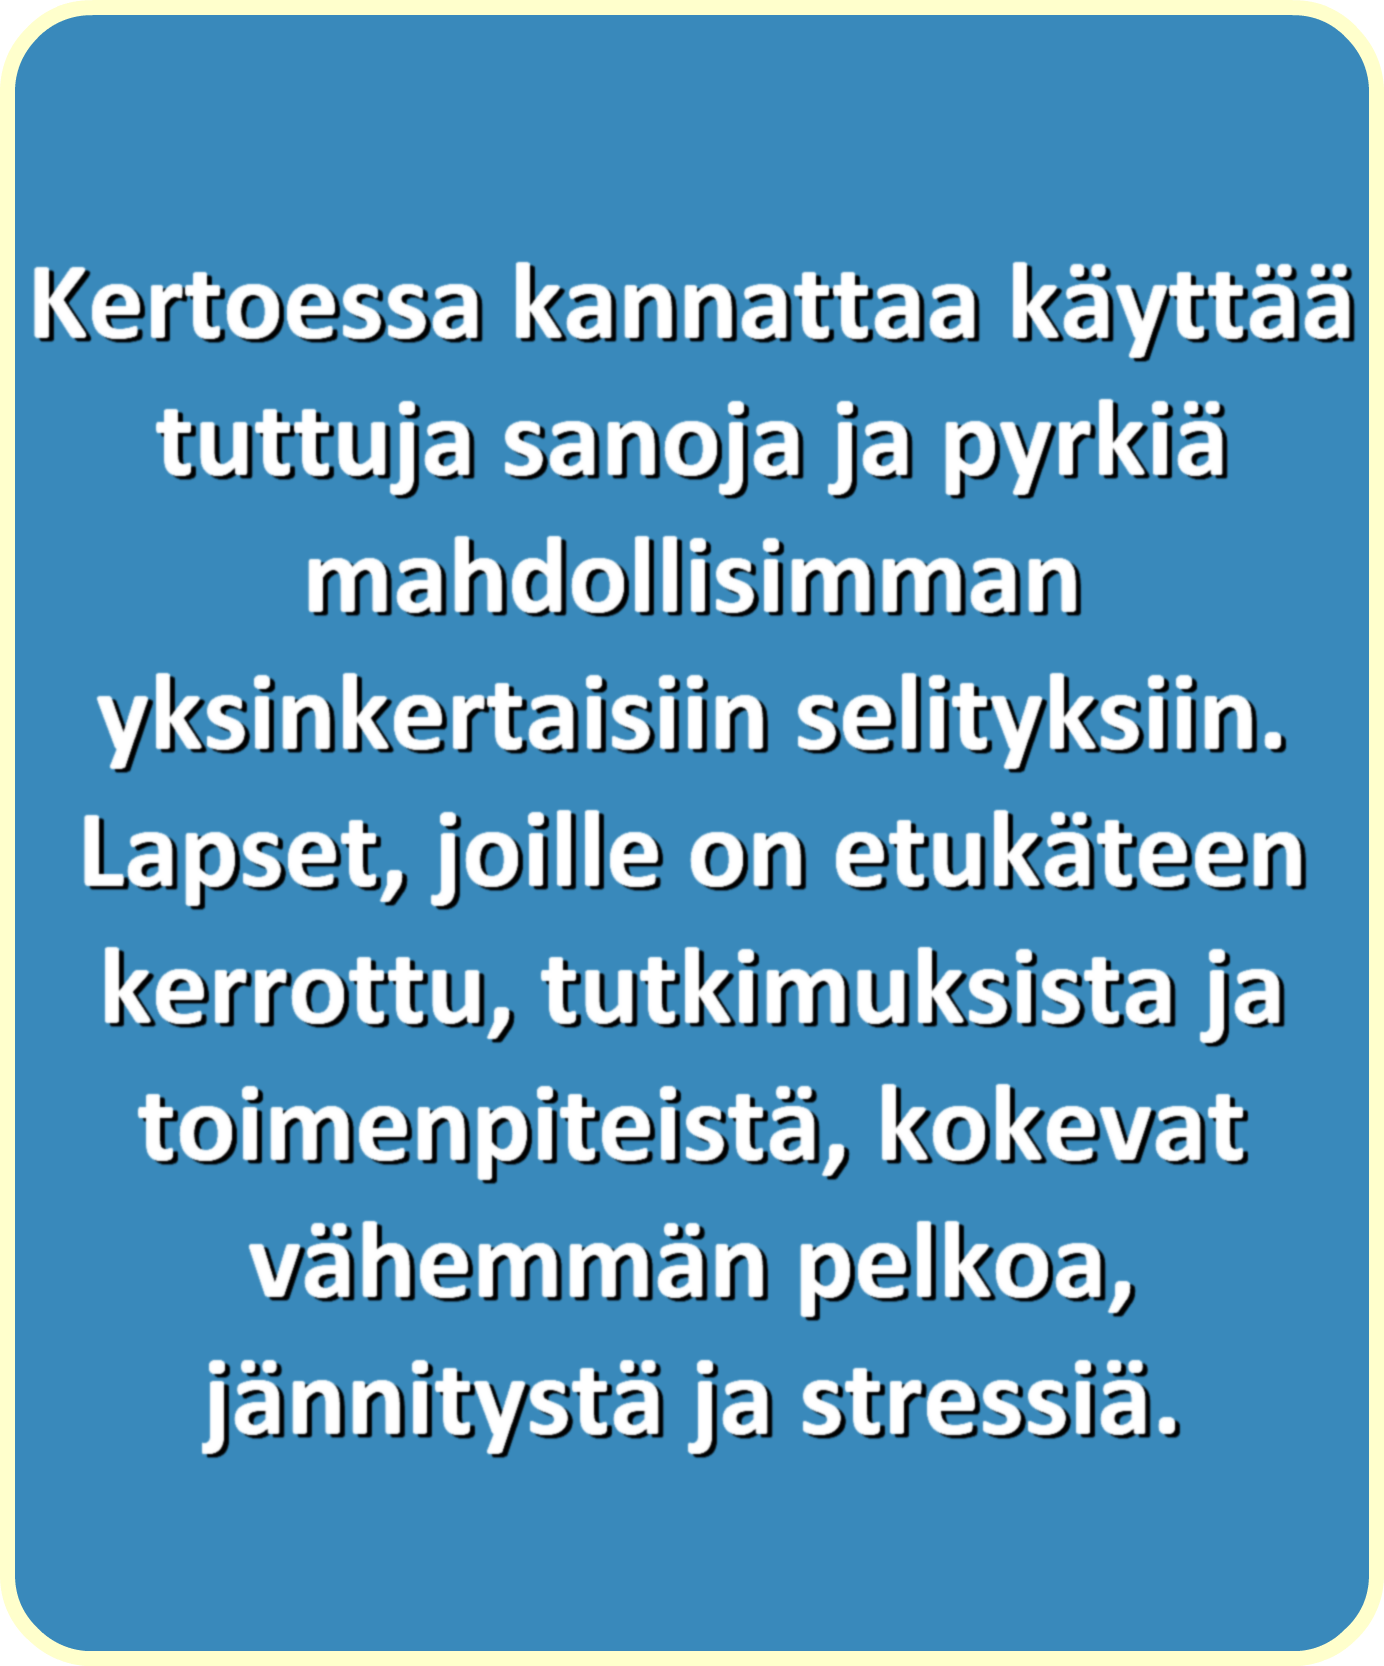 Kertoessa kannattaa käyttää
tuttuja sanoja ja pyrkiä
mahdollisimman
yksinkertaisiin selityksiin.
Lapset, joille on etukäteen
kerrottu, tutkimuksista ja
toimenpiteistä, kokevat
vähemmän pelkoa,
jännitystä ja stressiä.